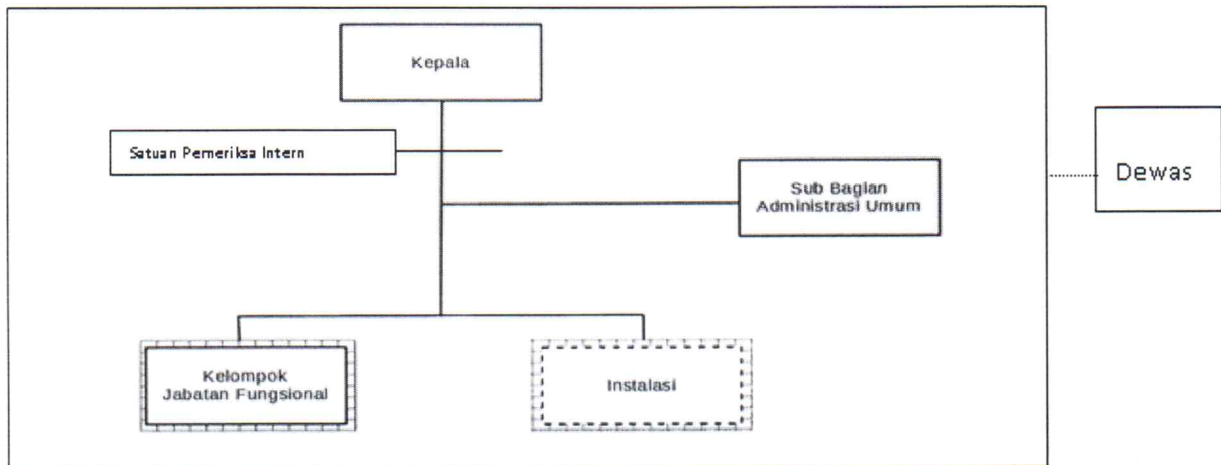 Kepala
Satuan Pemeriksa Intern
Sub Bagian
Administrasi Umum
Dewas
Kelompok
Jabatan Fungsional
Instalasi